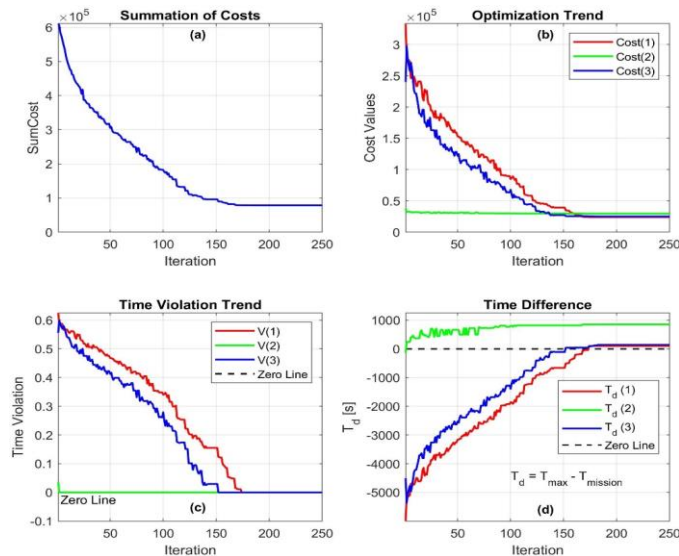 Summation of Costs
×10⁵
(a)
6
5
4
3
2
1
0
SumCost
50 100 150 200 250
Iteration
Optimization Trend
×10⁵
(b)
Cost(1)
Cost(2)
Cost(3)
3
2.5
2
1.5
1
0.5
0
Cost Values
50 100 150 200 250
Iteration
Time Violation Trend
V(1)
V(2)
V(3)
Zero Line
0.6
0.5
0.4
0.3
0.2
0.1
0
-0.1
Time Violation
Zero Line
(c)
50 100 150 200 250
Iteration
Time Difference
1000
0
-1000
-2000
-3000
-4000
-5000
T_d [s]
T_d (1)
T_d (2)
T_d (3)
Zero Line
T_d = T_max - T_mission
(d)
50 100 150 200 250
Iteration